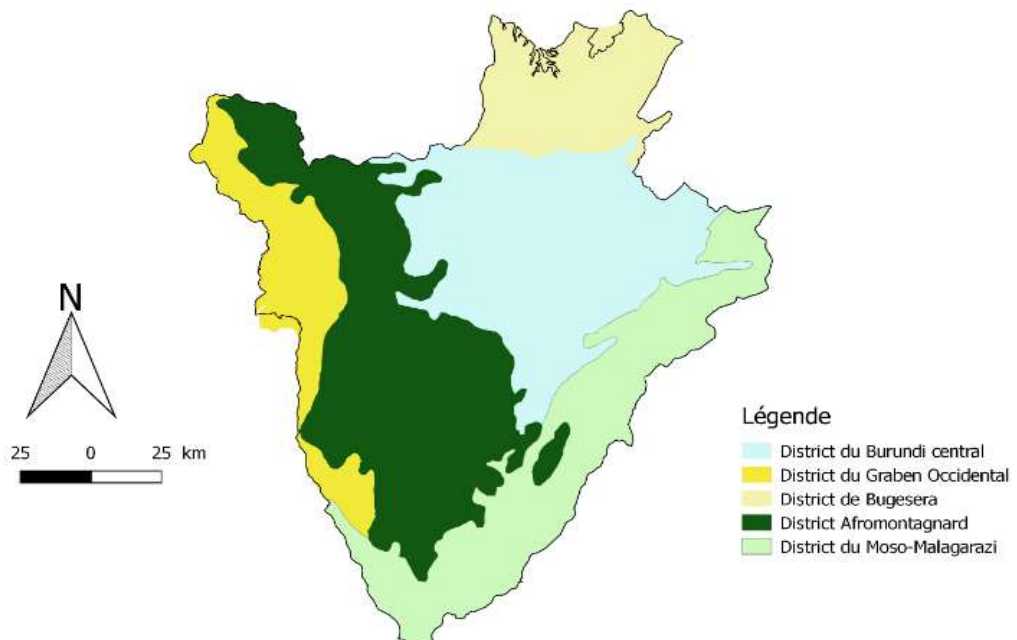 N
25 0 25 km
Légende
District du Burundi central
District du Graben Occidental
District de Bugesera
District Afromontagnard
District du Moso-Malagarazi